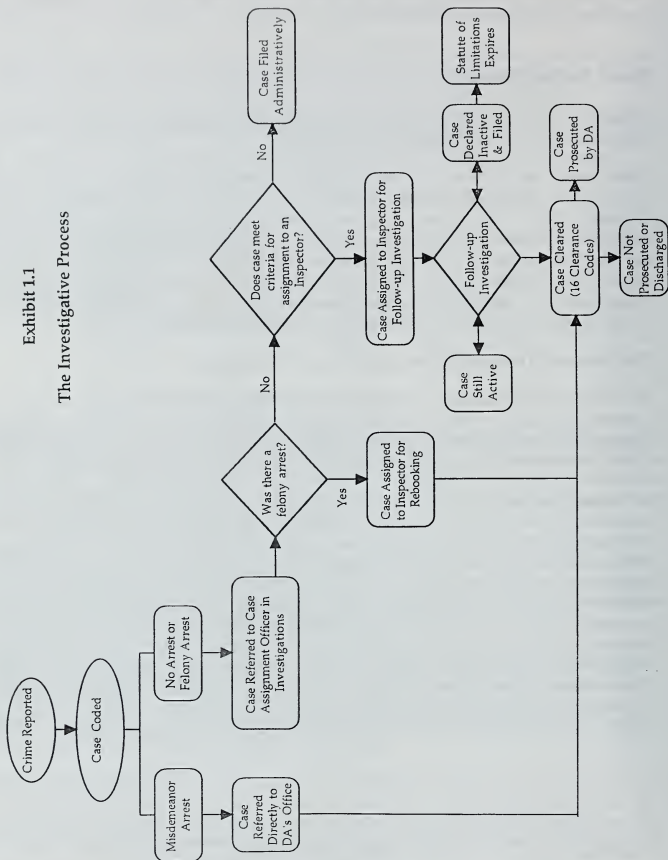 Exhibit 1.1
The Investigative Process
Crime Reported
Case Coded
Misdemeanor
Arrest
Case
Referred
Directly to
DA's Office
No Arrest or
Felony Arrest
Case Referred to Case
Assignment Officer in
Investigations
Was there a
felony arrest?
Yes
Case Assigned
to Inspector for
Rebooking
No
Does case meet
criteria for
assignment to an
Inspector?
No
Case Filed
Administratively
Yes
Case Assigned to Inspector for
Follow-up Investigation
Follow-up
Investigation
Case
Still
Active
Case
Declared
Inactive
& Filed
Statute of
Limitations
Expires
Case Cleared
(16 Clearance
Codes)
Case
Prosecuted
by DA
Case Not
Prosecuted or
Discharged